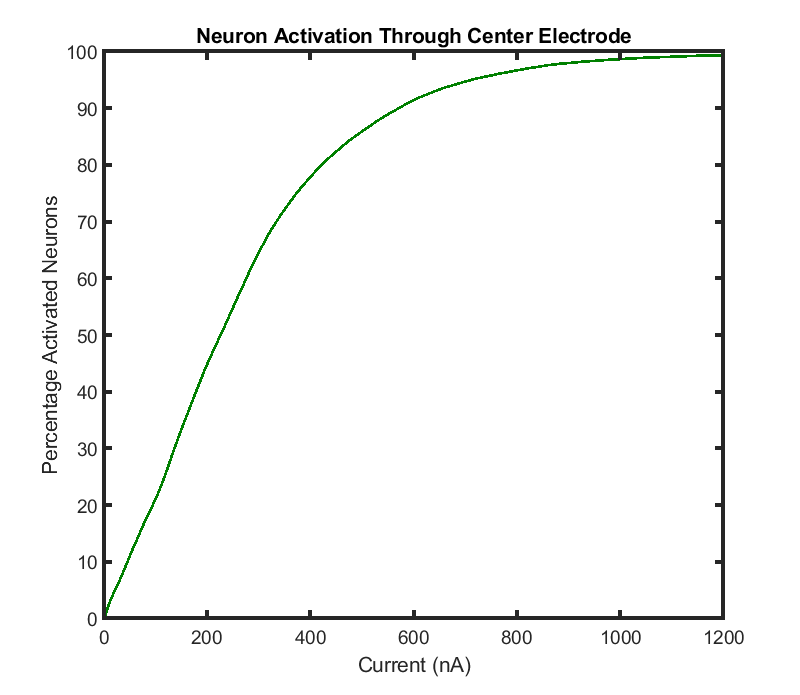 Neuron Activation Through Center Electrode
100
90
80
70
60
50
40
30
20
10
0
Percentage Activated Neurons
0 200 400 600 800 1000 1200
Current (nA)